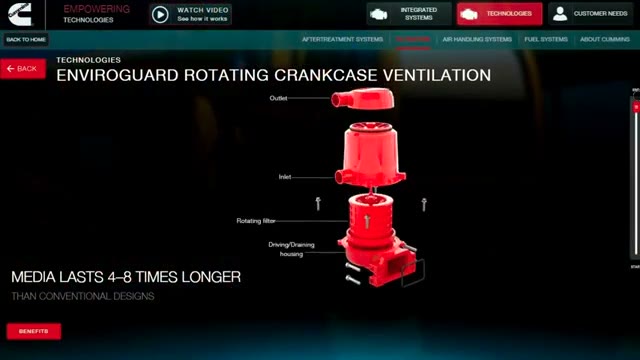 EMPOWERING
TECHNOLOGIES
WATCH VIDEO
See how it works
INTEGRATED
SYSTEMS
TECHNOLOGIES
CUSTOMER NEEDS
BACK TO HOME
AFTERTREATMENT SYSTEMS
AIR HANDLING SYSTEMS
FUEL SYSTEMS
ABOUT CUMMINS
BACK
TECHNOLOGIES
ENVIROGUARD ROTATING CRANKCASE VENTILATION
Outlet
Inlet
Rotating filter
Driving/Draining
housing
MEDIA LASTS 4–8 TIMES LONGER
THAN CONVENTIONAL DESIGNS
BENEFITS